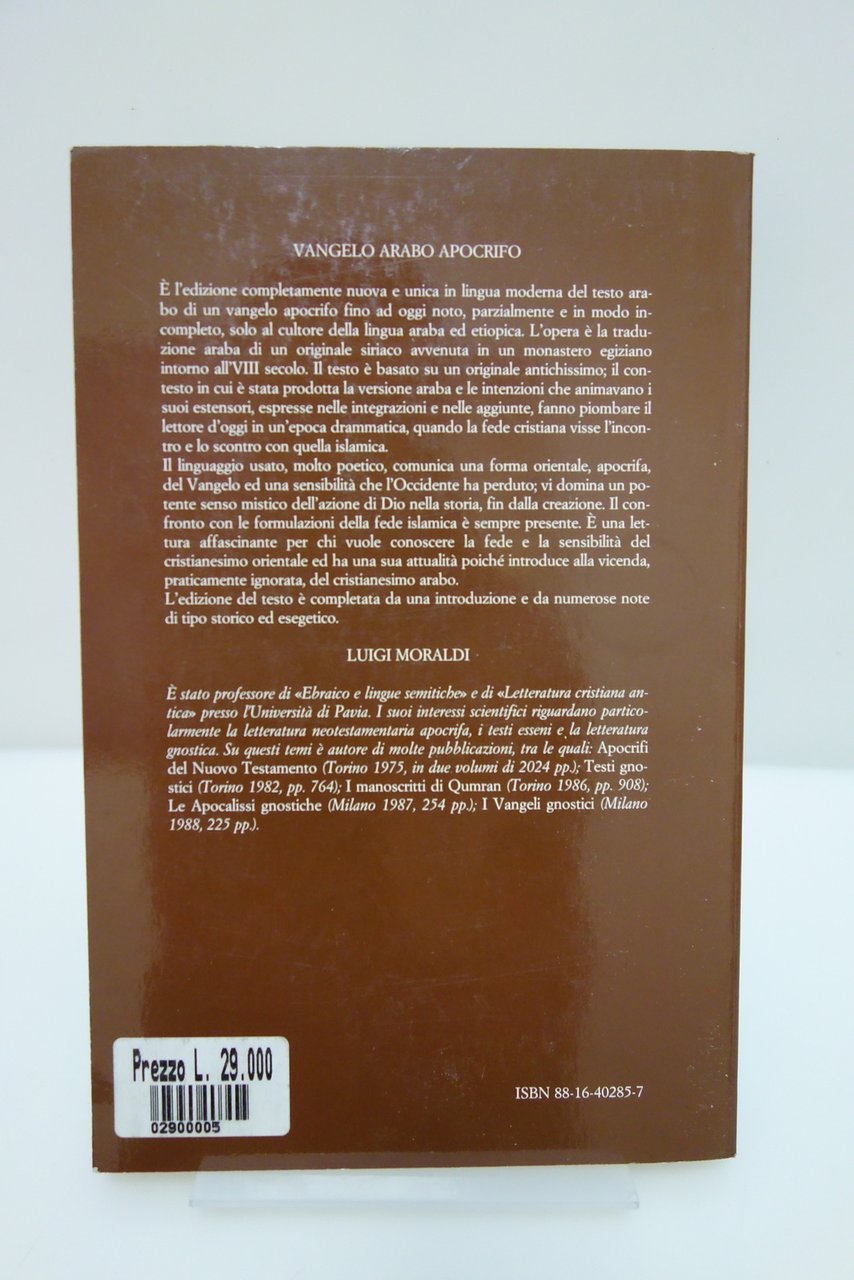 VANGELO ARABO APOCRIFO
È l'edizione completamente nuova e unica in lingua moderna del testo ara-
bo di un vangelo apocrifo fino ad oggi noto, parzialmente e in modo in-
completo, solo al cultore della lingua araba ed etiopica. L'opera è la tradu-
zione araba di un originale siriaco avvenuta in un monastero egiziano
intorno all'VIII secolo. Il testo è basato su un originale antichissimo; il con-
testo in cui è stata prodotta la versione araba e le intenzioni che animavano i
suoi estensori, espresse nelle integrazioni e nelle aggiunte, fanno piombare il
lettore d'oggi in un'epoca drammatica, quando la fede cristiana visse l'incon-
tro e lo scontro con quella islamica.
Il linguaggio usato, molto poetico, comunica una forma orientale, apocrifa,
del Vangelo ed una sensibilità che l'Occidente ha perduto; vi domina un po-
tente senso mistico dell'azione di Dio nella storia, fin dalla creazione. Il con-
fronto con le formulazioni della fede islamica è sempre presente. È una let-
tura affascinante per chi vuole conoscere la fede e la sensibilità del
cristianesimo orientale ed ha una sua attualità poiché introduce alla vicenda,
praticamente ignorata, del cristianesimo arabo.
L'edizione del testo è completata da una introduzione e da numerose note
di tipo storico ed esegetico.
LUIGI MORALDI
È stato professore di «Ebraico e lingue semitiche» e di «Letteratura cristiana an-
tica» presso l'Università di Pavia. I suoi interessi scientifici riguardano partico-
larmente la letteratura neotestamentaria apocrifa, i testi esseni e la letteratura
gnostica. Su questi temi è autore di molte pubblicazioni, tra le quali: Apocrifi
del Nuovo Testamento (Torino 1975, in due volumi di 2024 pp.); Testi gno-
stici (Torino 1982, pp. 764); I manoscritti di Qumran (Torino 1986, pp. 908);
Le Apocalissi gnostiche (Milano 1987, 254 pp.); I Vangeli gnostici (Milano
1988, 225 pp.).
Prezzo L. 29.000
02900005
ISBN 88-16-40285-7